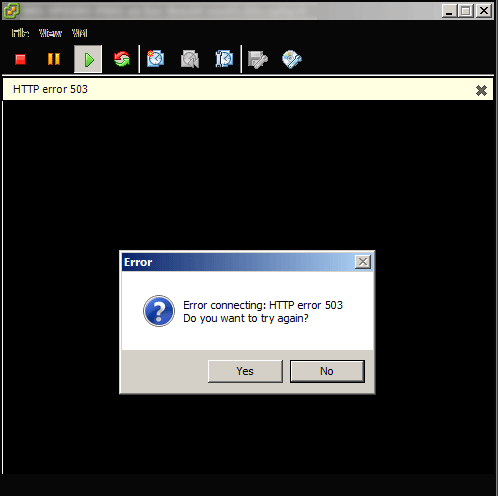 File View VM
HTTP error 503
Error
Error connecting: HTTP error 503
Do you want to try again?
Yes No